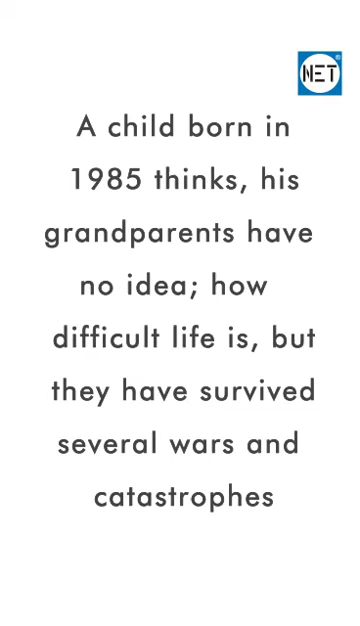 NET
A child born in
1985 thinks, his
grandparents have
no idea; how
difficult life is, but
they have survived
several wars and
catastrophes